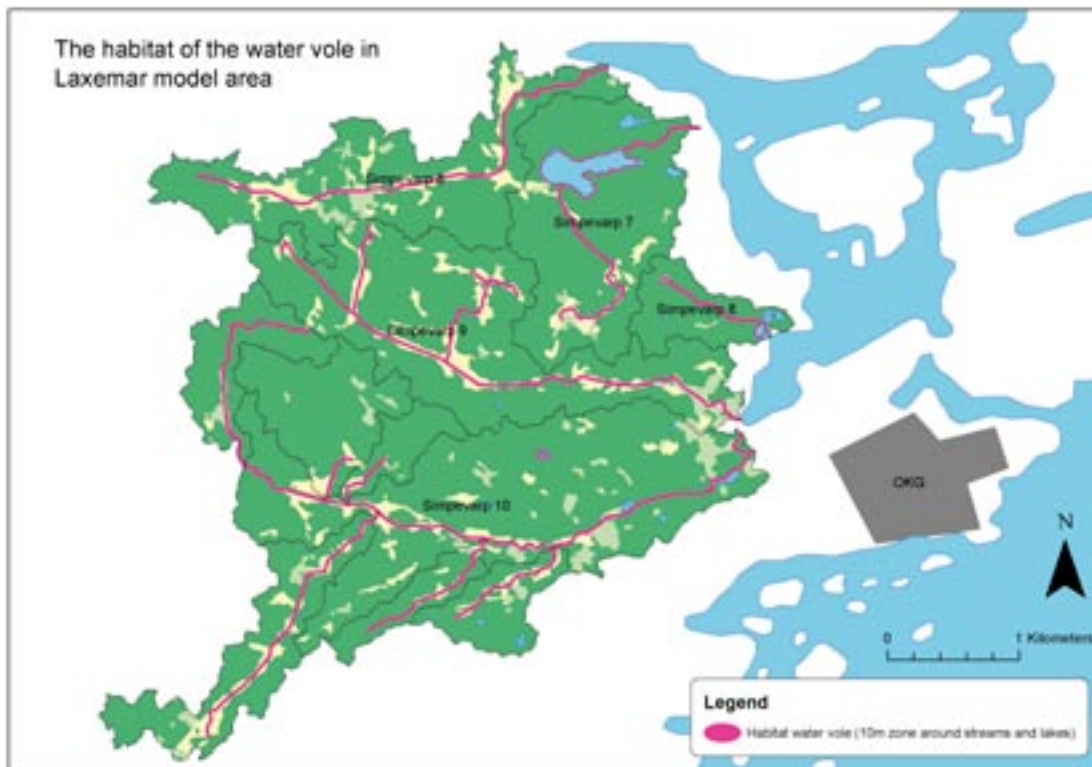 The habitat of the water vole in
Laxemar model area
Simpevarp 7
Simpevarp 8
Simpevarp 9
Simpevarp 10
OKG
N
0
1 Kilometers
Legend
Habitat water vole (10m zone around streams and lakes)